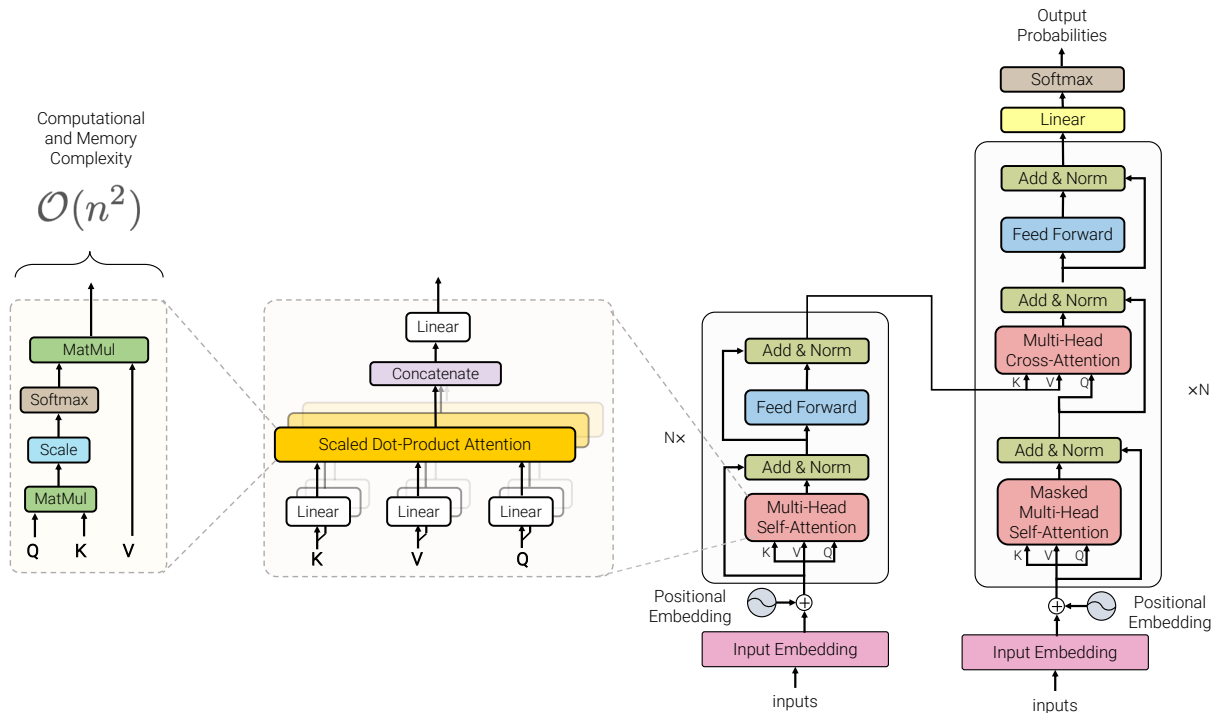 Computational
and Memory
Complexity
𝒪(n²)
MatMul
Softmax
Scale
MatMul
Q K V
Linear
Concatenate
Scaled Dot-Product Attention
Linear Linear Linear
K V Q
N×
Add & Norm
Feed Forward
Add & Norm
Multi-Head
Self-Attention
K V Q
Positional
Embedding
Input Embedding
inputs
Output
Probabilities
Softmax
Linear
Add & Norm
Feed Forward
Add & Norm
Multi-Head
Cross-Attention
K V Q
×N
Add & Norm
Masked
Multi-Head
Self-Attention
K V Q
Positional
Embedding
Input Embedding
inputs